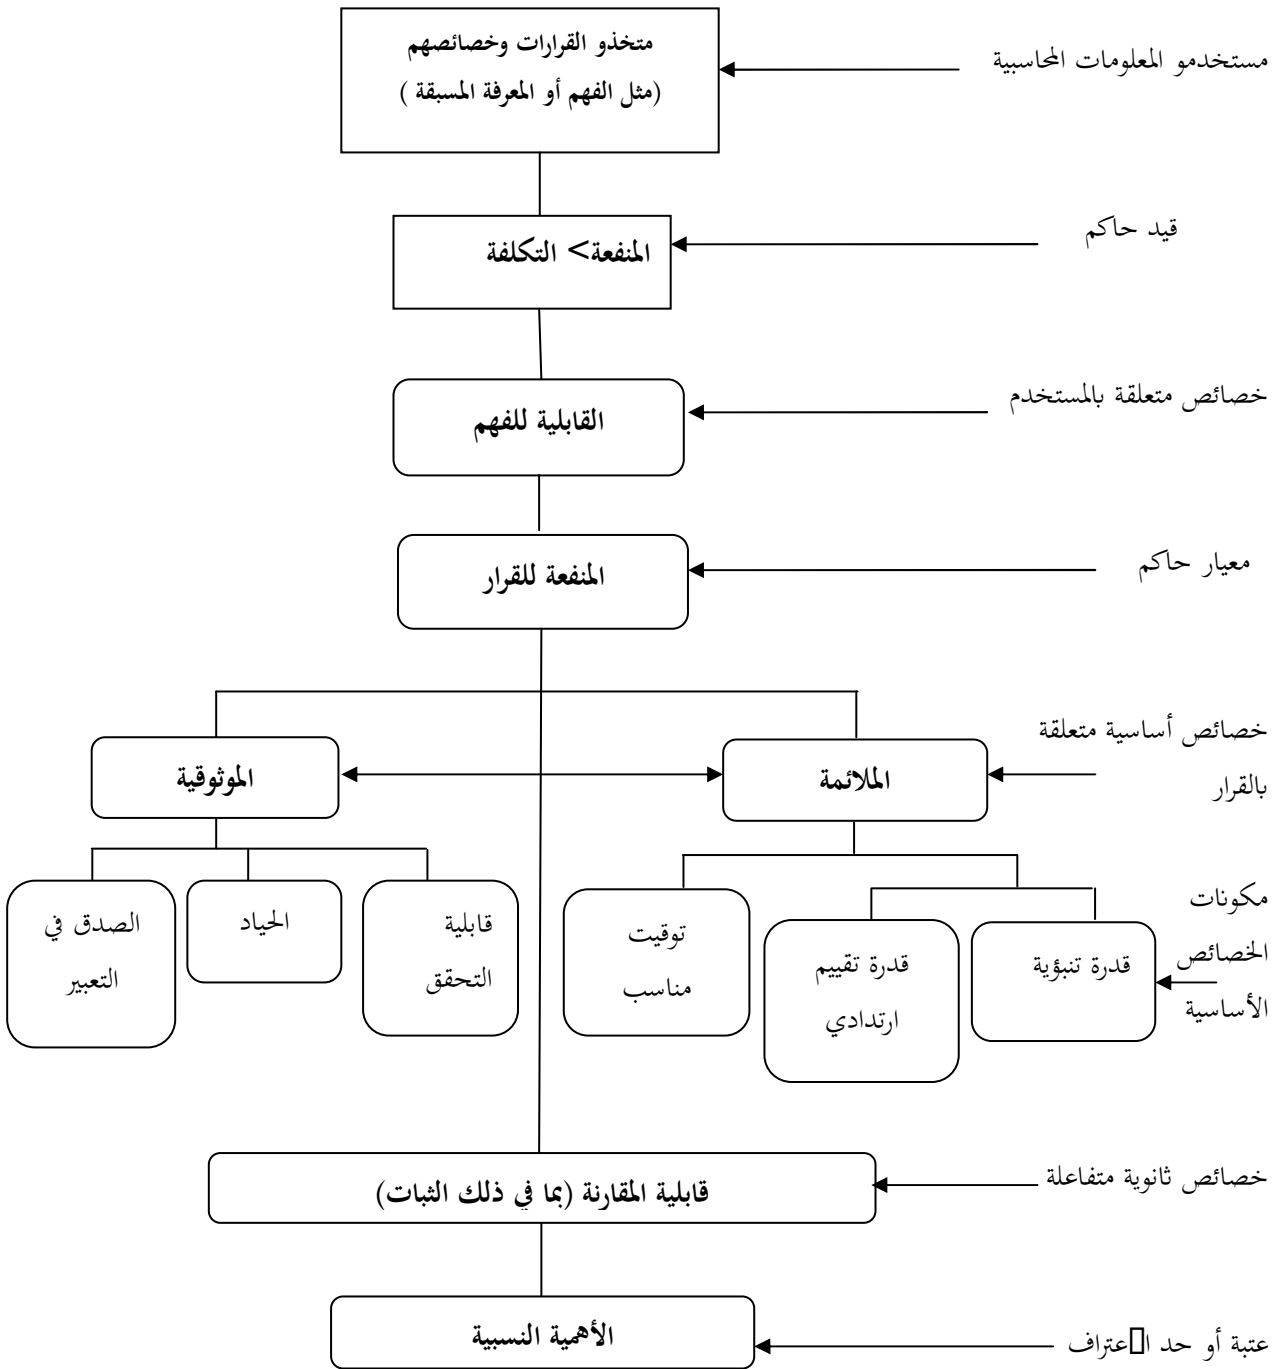 متخذو القرارات وخصائصهم
(مثل الفهم أو المعرفة المسبقة )
مستخدمو المعلومات المحاسبية
المنفعة> التكلفة
قيد حاكم
القابلية للفهم
خصائص متعلقة بالمستخدم
المنفعة للقرار
معيار حاكم
خصائص أساسية متعلقة
بالقرار
الملائمة
الموثوقية
مكونات
الخصائص
الأساسية
قدرة تنبؤية
قدرة تقييم
ارتدادي
توقيت
مناسب
قابلية
التحقق
الحياد
الصدق في
التعبير
خصائص ثانوية متفاعلة
قابلية المقارنة (بما في ذلك الثبات)
الأهمية النسبية
عتبة أو حد ا▯عتراف